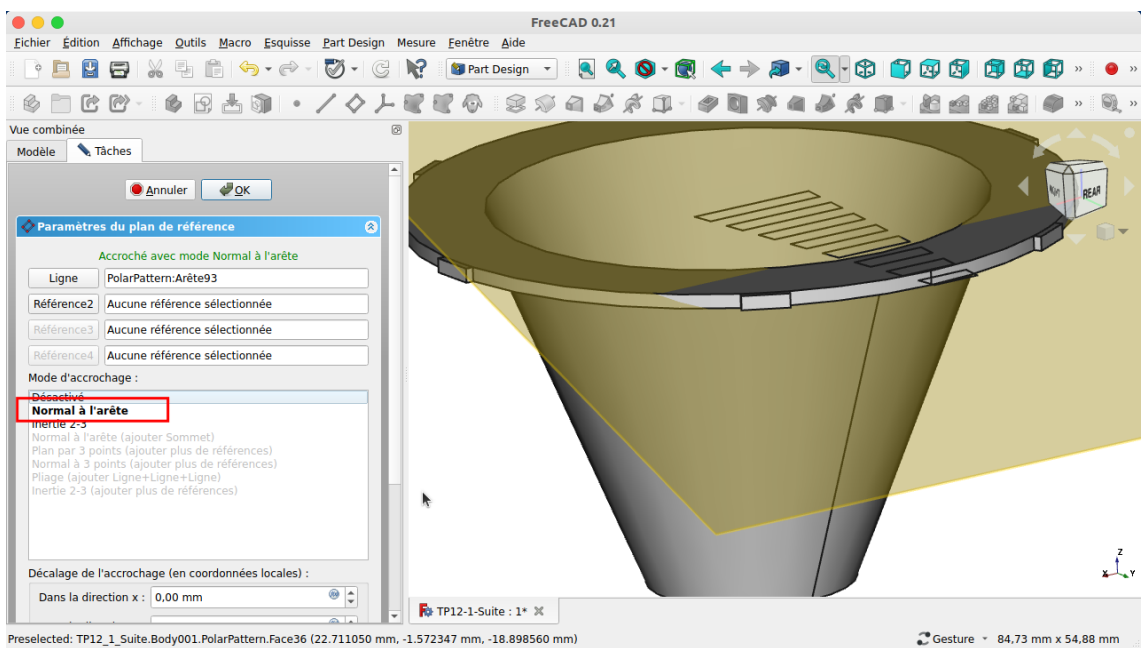 FreeCAD 0.21
Fichier Édition Affichage Outils Macro Esquisse Part Design Mesure Fenêtre Aide
Part Design
Vue combinée
Modèle Tâches
Annuler OK
Paramètres du plan de référence
Accroché avec mode Normal à l'arête
Ligne PolarPattern:Arête93
Référence2 Aucune référence sélectionnée
Référence3 Aucune référence sélectionnée
Référence4 Aucune référence sélectionnée
Mode d'accrochage :
Désactivé
Normal à l'arête
Inertie 2-3
Normal à l'arête (ajouter Sommet)
Plan par 3 points (ajouter plus de références)
Normal à 3 points (ajouter plus de références)
Pliage (ajouter Ligne+Ligne+Ligne)
Inertie 2-3 (ajouter plus de références)
Décalage de l'accrochage (en coordonnées locales) :
Dans la direction x : 0,00 mm
REAR
Z
X Y
TP12-1-Suite : 1*
Preselected: TP12_1_Suite.Body001.PolarPattern.Face36 (22.711050 mm, -1.572347 mm, -18.898560 mm)
Gesture 84,73 mm x 54,88 mm